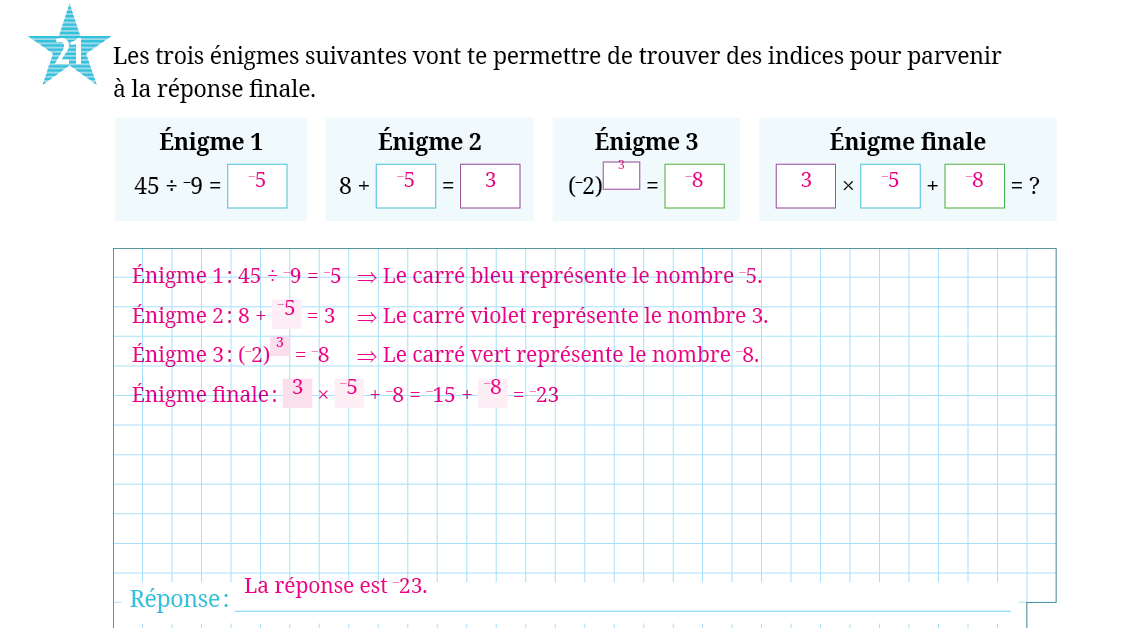 21
Les trois énigmes suivantes vont te permettre de trouver des indices pour parvenir
à la réponse finale.
Énigme 1
45 ÷ ⁻9 = ⁻5
Énigme 2
8 + ⁻5 = 3
Énigme 3
(⁻2)³ = ⁻8
Énigme finale
3 × ⁻5 + ⁻8 = ?
Énigme 1 : 45 ÷ ⁻9 = ⁻5 ⇒ Le carré bleu représente le nombre ⁻5.
Énigme 2 : 8 + ⁻5 = 3 ⇒ Le carré violet représente le nombre 3.
Énigme 3 : (⁻2)³ = ⁻8 ⇒ Le carré vert représente le nombre ⁻8.
Énigme finale : 3 × ⁻5 + ⁻8 = ⁻15 + ⁻8 = ⁻23
Réponse : La réponse est ⁻23.